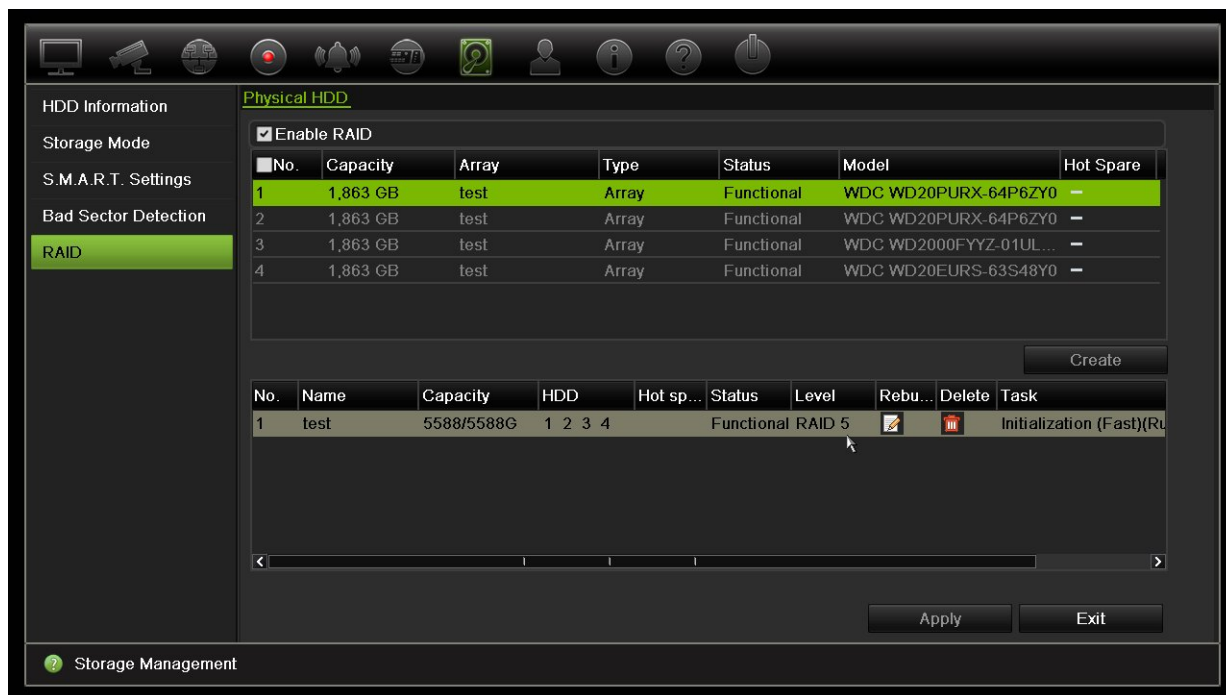 Physical HDD
HDD Information
Storage Mode
S.M.A.R.T. Settings
Bad Sector Detection
RAID
Enable RAID
No. Capacity Array Type Status Model Hot Spare
1 1,863 GB test Array Functional WDC WD20PURX-64P6ZY0 –
2 1,863 GB test Array Functional WDC WD20PURX-64P6ZY0 –
3 1,863 GB test Array Functional WDC WD2000FYYZ-01UL... –
4 1,863 GB test Array Functional WDC WD20EURS-63S48Y0 –
Create
No. Name Capacity HDD Hot sp... Status Level Rebu... Delete Task
1 test 5588/5588G 1 2 3 4 Functional RAID 5 Initialization (Fast)(Ru
Apply Exit
? Storage Management